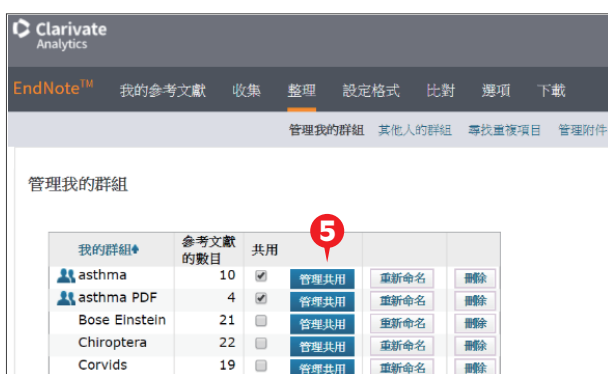 Clarivate
Analytics
EndNote™ 我的參考文獻 收集 整理 設定格式 比對 選項 下載
管理我的群組 其他人的群組 尋找重複項目 管理附件
管理我的群組
5
我的群組 參考文獻的數目 共用
asthma 10 管理共用 重新命名 刪除
asthma PDF 4 管理共用 重新命名 刪除
Bose Einstein 21 管理共用 重新命名 刪除
Chiroptera 22 管理共用 重新命名 刪除
Corvids 19 管理共用 重新命名 刪除